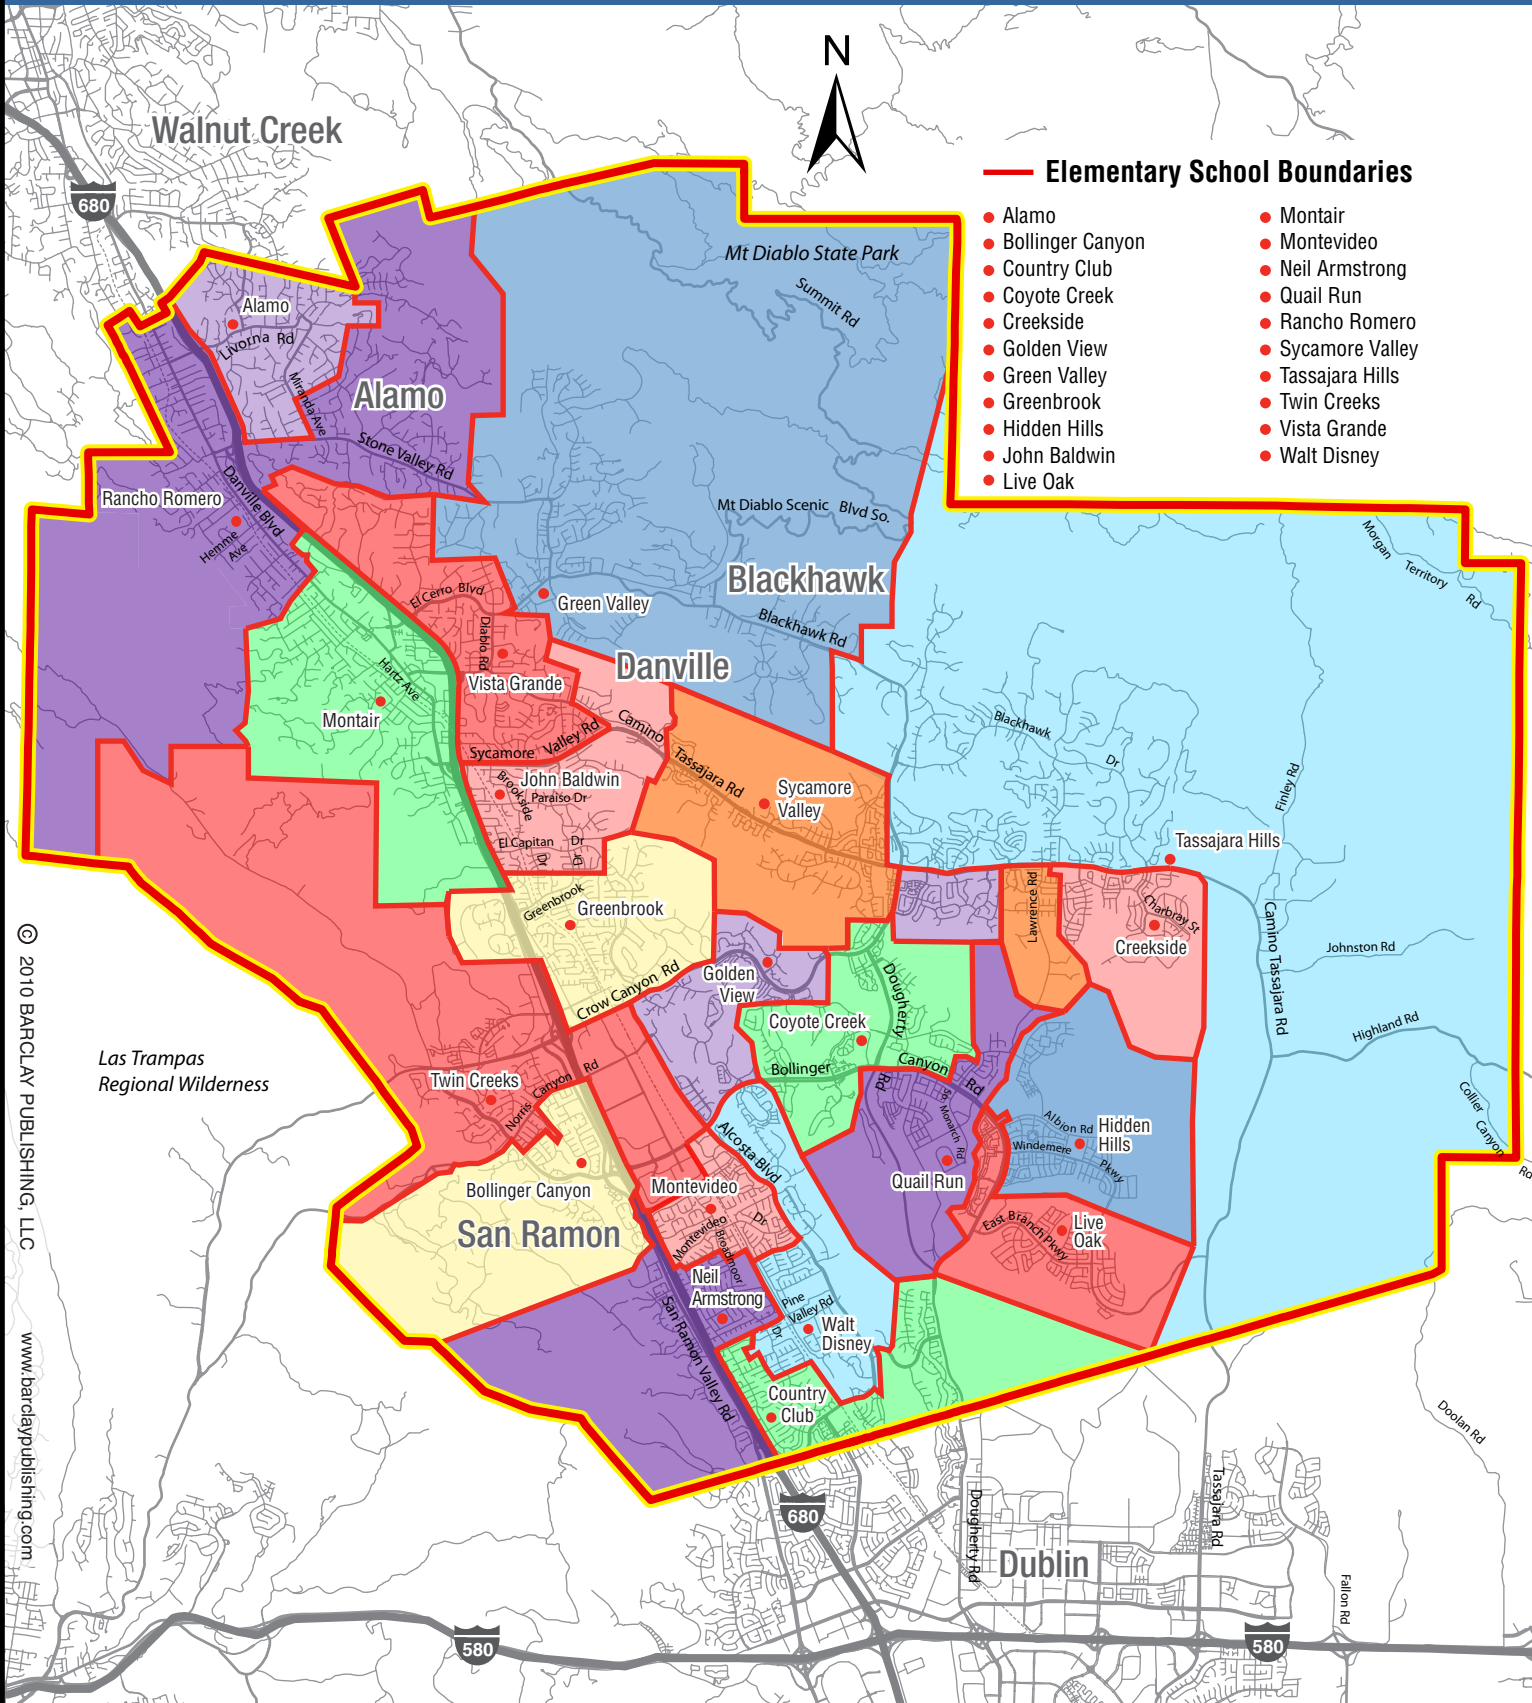 N
Walnut Creek
680
Elementary School Boundaries
Alamo
Bollinger Canyon
Country Club
Coyote Creek
Creekside
Golden View
Green Valley
Greenbrook
Hidden Hills
John Baldwin
Live Oak
Montair
Montevideo
Neil Armstrong
Quail Run
Rancho Romero
Sycamore Valley
Tassajara Hills
Twin Creeks
Vista Grande
Walt Disney
Mt Diablo State Park
Summit Rd
Alamo
Livorna Rd
Miranda Ave
Alamo
Stone Valley Rd
Rancho Romero
Danville Blvd
Hemme
Ave
Mt Diablo Scenic Blvd So.
Morgan Territory Rd
Blackhawk
El Cerro Blvd
Green Valley
Blackhawk Rd
Diablo Rd
Danville
Vista Grande
Hartz Ave
Montair
Camino Tassajara Rd
Sycamore Valley Rd
Blackhawk Dr
John Baldwin
Brookside Dr
Paraiso Dr
El Capitan Dr
Sycamore
Valley
Finley Rd
Tassajara Hills
Greenbrook Dr
Greenbrook
Lawrence Rd
Charbray St
Creekside
Camino Tassajara Rd
Johnston Rd
Golden
View
Crow Canyon Rd
Dougherty Rd
Coyote Creek
Highland Rd
Las Trampas
Regional Wilderness
Bollinger Canyon Rd
Twin Creeks
Norris Canyon Rd
So. Monarch Rd
Collier Canyon Rd
Alcosta Blvd
Albion Rd
Hidden
Hills
Windemere Pkwy
Bollinger Canyon
Quail Run
Montevideo
San Ramon
Montevideo Dr
Broadmoor Dr
East Branch Pkwy
Live
Oak
Neil
Armstrong
Pine
Valley Rd
Walt
Disney
San Ramon Valley Rd
Country
Club
Doolan Rd
680
Dougherty Rd
Tassajara Rd
Dublin
Fallon Rd
580
580
© 2010 BARCLAY PUBLISHING, LLC www.barclaypublishing.com